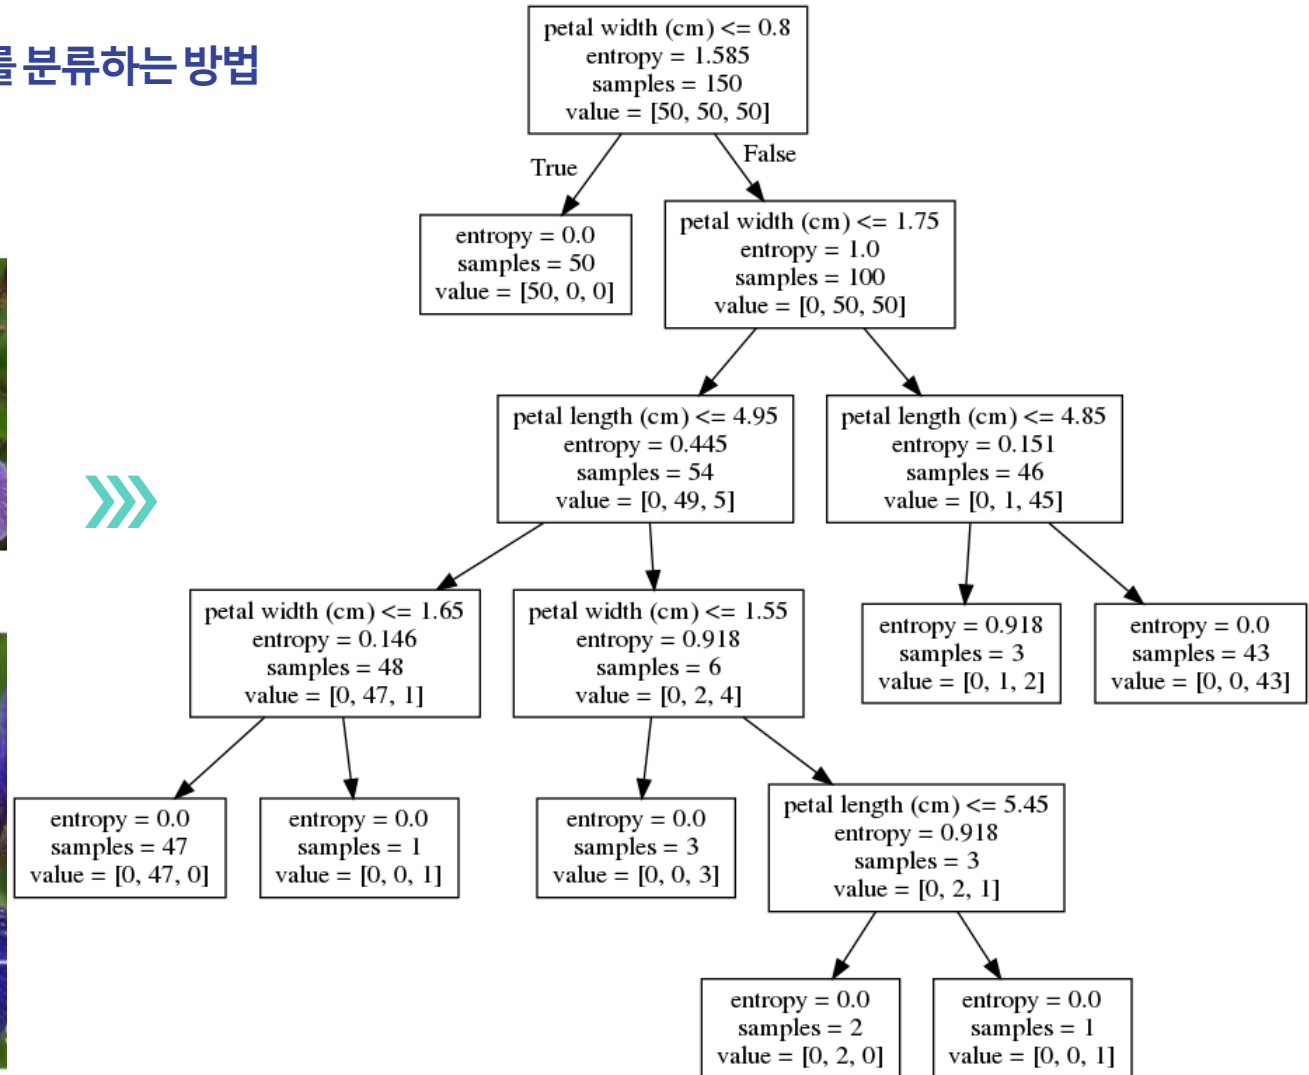 를 분류하는 방법
petal width (cm) <= 0.8
entropy = 1.585
samples = 150
value = [50, 50, 50]
True
False
entropy = 0.0
samples = 50
value = [50, 0, 0]
petal width (cm) <= 1.75
entropy = 1.0
samples = 100
value = [0, 50, 50]
petal length (cm) <= 4.95
entropy = 0.445
samples = 54
value = [0, 49, 5]
petal length (cm) <= 4.85
entropy = 0.151
samples = 46
value = [0, 1, 45]
petal width (cm) <= 1.65
entropy = 0.146
samples = 48
value = [0, 47, 1]
petal width (cm) <= 1.55
entropy = 0.918
samples = 6
value = [0, 2, 4]
entropy = 0.918
samples = 3
value = [0, 1, 2]
entropy = 0.0
samples = 43
value = [0, 0, 43]
entropy = 0.0
samples = 47
value = [0, 47, 0]
entropy = 0.0
samples = 1
value = [0, 0, 1]
entropy = 0.0
samples = 3
value = [0, 0, 3]
petal length (cm) <= 5.45
entropy = 0.918
samples = 3
value = [0, 2, 1]
entropy = 0.0
samples = 2
value = [0, 2, 0]
entropy = 0.0
samples = 1
value = [0, 0, 1]